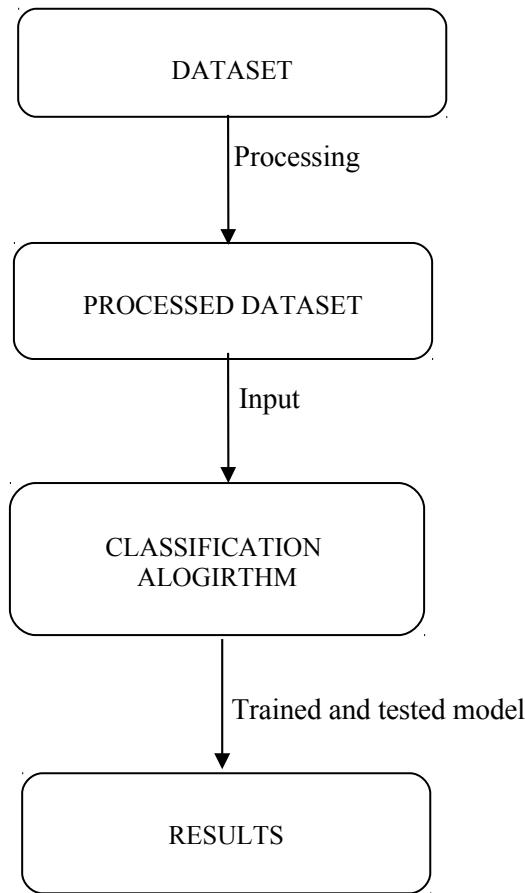 DATASET
Processing
PROCESSED DATASET
Input
CLASSIFICATION
ALOGIRTHM
Trained and tested model
RESULTS